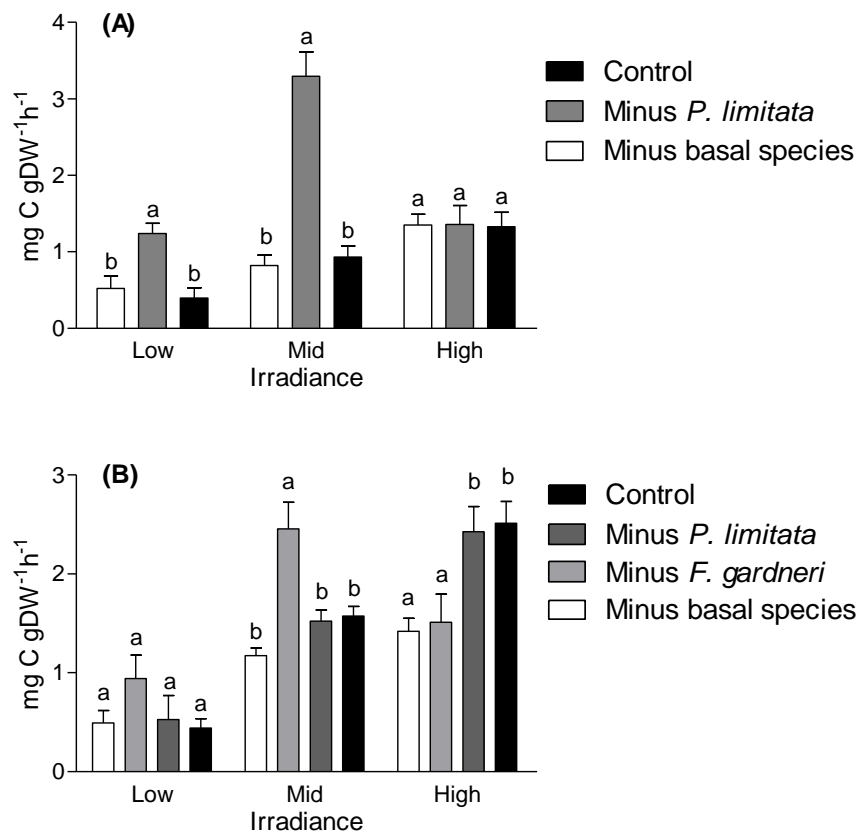 (A)
4
3
2
1
0
mg C gDW⁻¹h⁻¹
b a b
b a b
a a a
Low Mid High
Irradiance
Control
Minus P. limitata
Minus basal species
(B)
3
2
1
0
mg C gDW⁻¹h⁻¹
a a a a
b a b b
a a b b
Low Mid High
Irradiance
Control
Minus P. limitata
Minus F. gardneri
Minus basal species